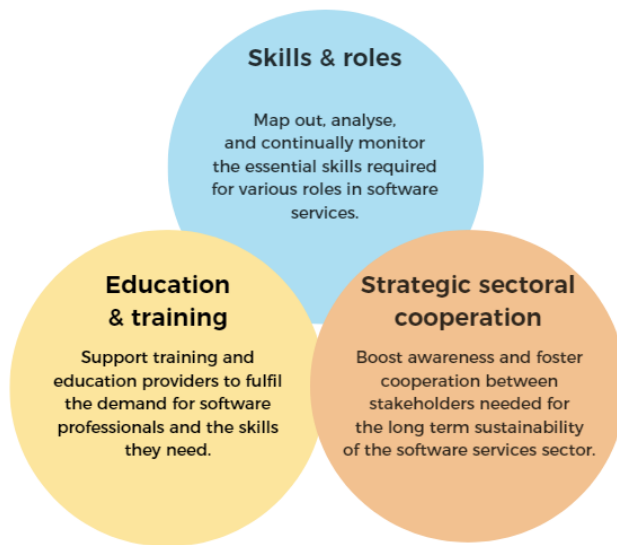 Skills & roles
Map out, analyse,
and continually monitor
the essential skills required
for various roles in software
services.
Education
& training
Support training and
education providers to fulfil
the demand for software
professionals and the skills
they need.
Strategic sectoral
cooperation
Boost awareness and foster
cooperation between
stakeholders needed for
the long term sustainability
of the software services sector.